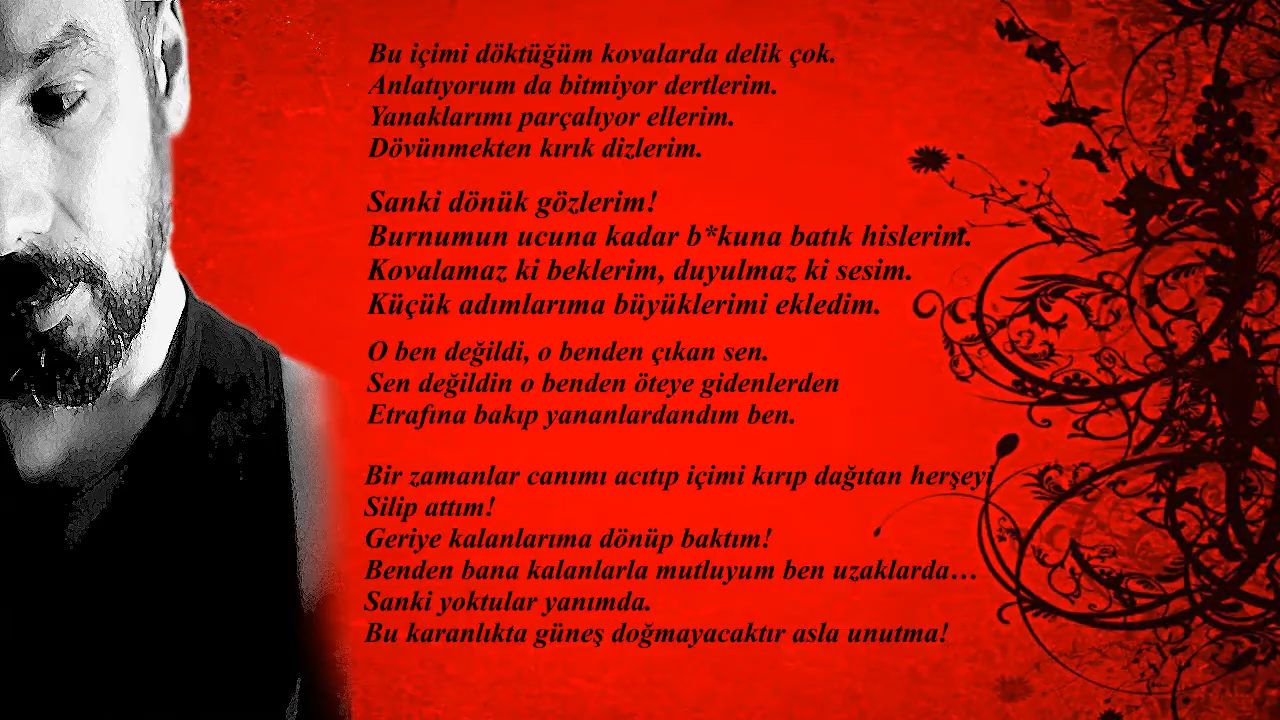 Bu içimi döktüğüm kovalarda delik çok.
Anlatıyorum da bitmiyor dertlerim.
Yanaklarımı parçalıyor ellerim.
Dövünmekten kırık dizlerim.
Sanki dönük gözlerim!
Burnumun ucuna kadar b*kuna batık hislerim.
Kovalamaz ki beklerim, duyulmaz ki sesim.
Küçük adımlarıma büyüklerimi ekledim.
O ben değildi, o benden çıkan sen.
Sen değildin o benden öteye gidenlerden
Etrafına bakıp yananlardandım ben.
Bir zamanlar canımı acıtıp içimi kırıp dağıtan herşeyi
Silip attım!
Geriye kalanlarıma dönüp baktım!
Benden bana kalanlarla mutluyum ben uzaklarda…
Sanki yoktular yanımda.
Bu karanlıkta güneş doğmayacaktır asla unutma!